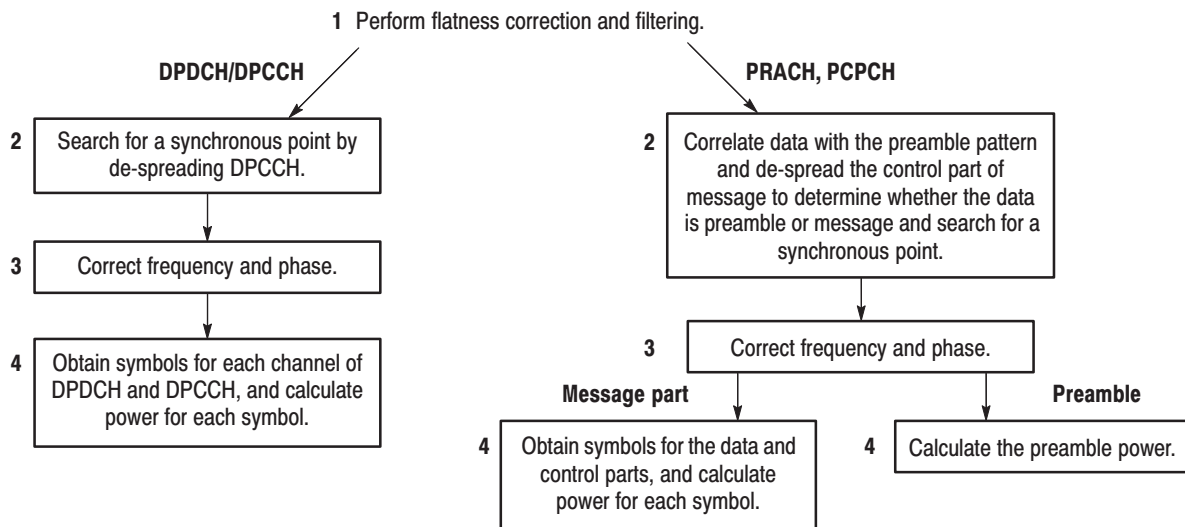 1 Perform flatness correction and filtering.
DPDCH/DPCCH
2 Search for a synchronous point by
de-spreading DPCCH.
3 Correct frequency and phase.
4 Obtain symbols for each channel of
DPDCH and DPCCH, and calculate
power for each symbol.
PRACH, PCPCH
2 Correlate data with the preamble pattern
and de-spread the control part of
message to determine whether the data
is preamble or message and search for a
synchronous point.
3 Correct frequency and phase.
Message part
4 Obtain symbols for the data and
control parts, and calculate
power for each symbol.
Preamble
4 Calculate the preamble power.